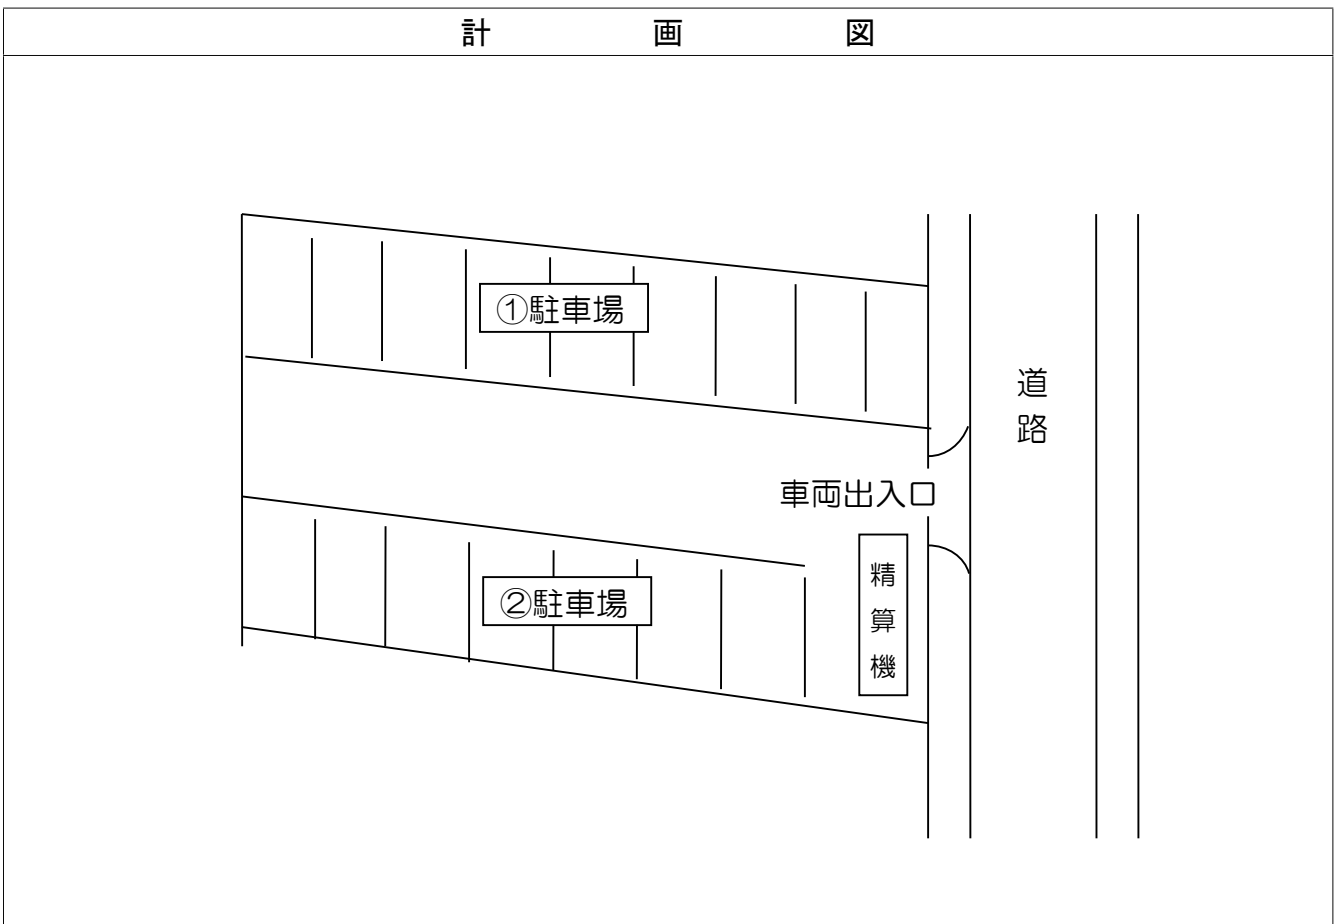 計画図
①駐車場
道路
車両出入口
②駐車場
精算機